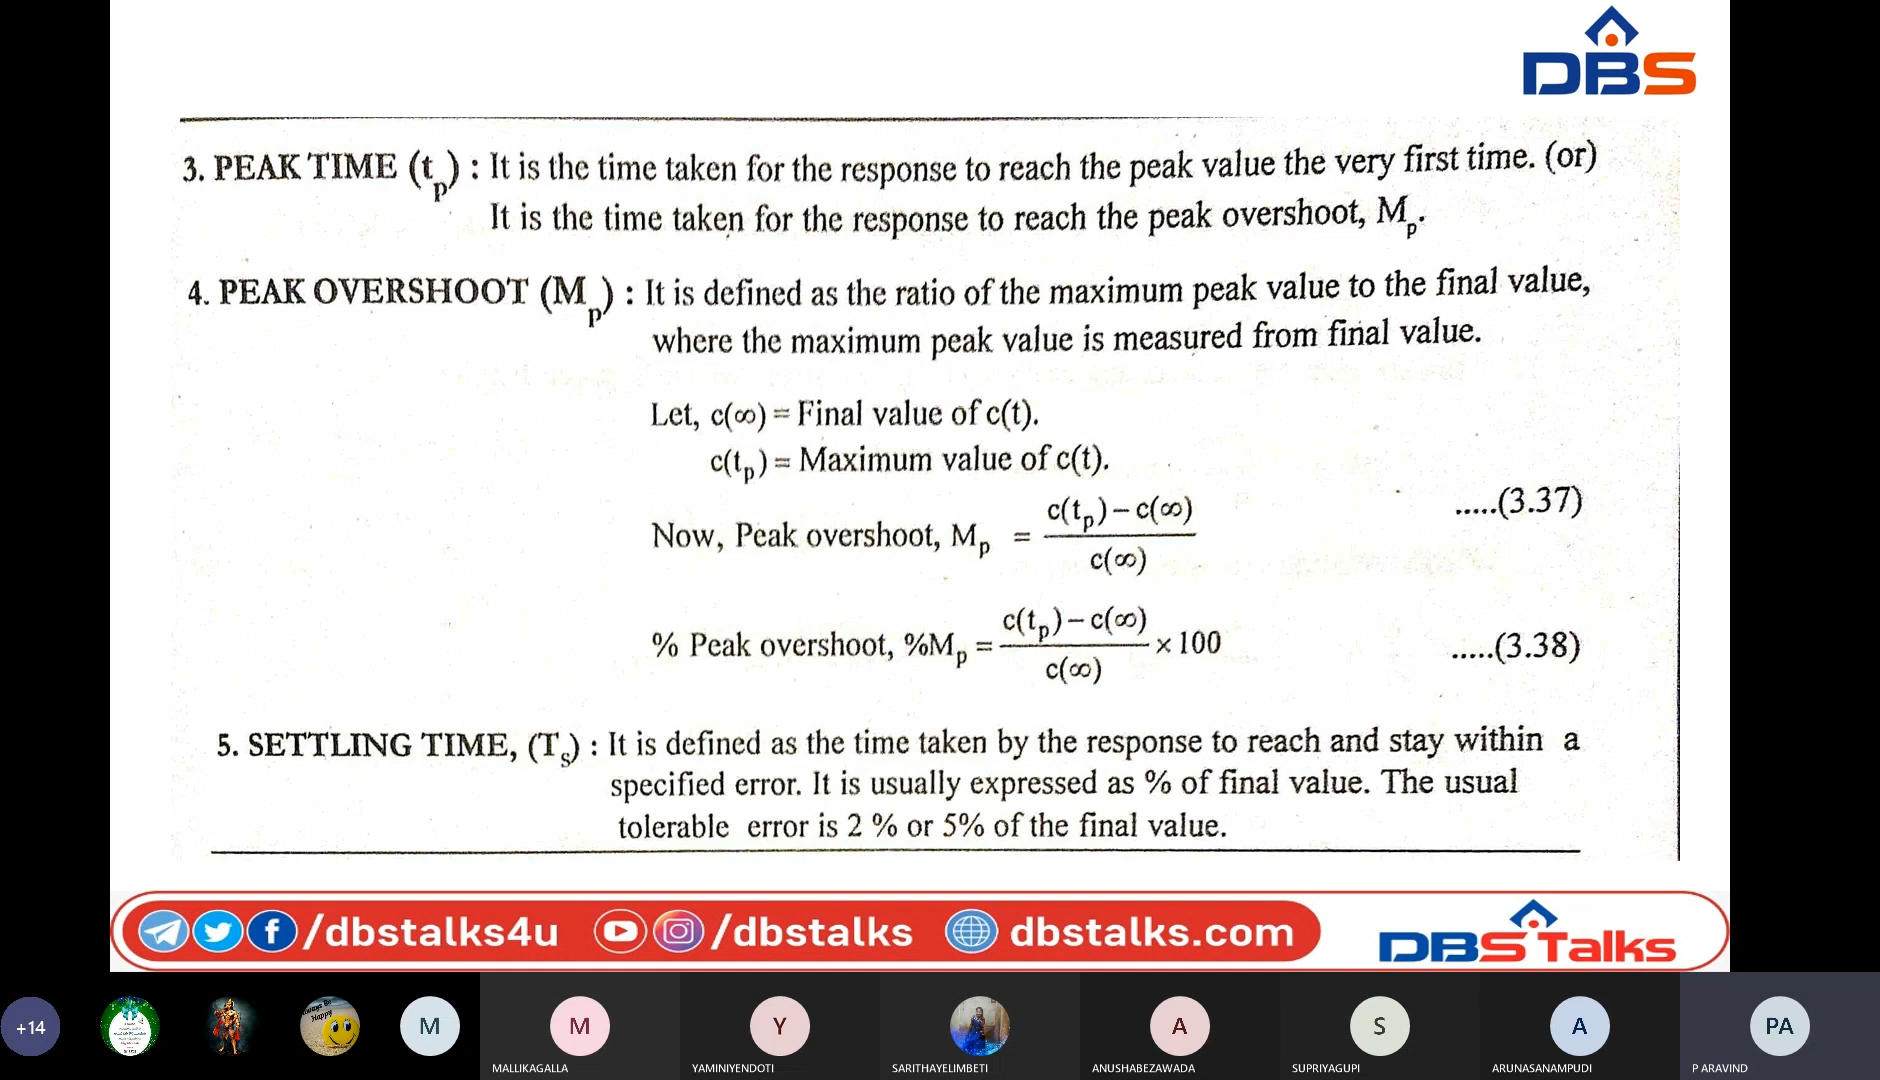 DBS
3. PEAK TIME (tp) : It is the time taken for the response to reach the peak value the very first time. (or)
It is the time taken for the response to reach the peak overshoot, Mp.
4. PEAK OVERSHOOT (Mp) : It is defined as the ratio of the maximum peak value to the final value,
where the maximum peak value is measured from final value.
Let, c(∞) = Final value of c(t).
c(tp) = Maximum value of c(t).
Now, Peak overshoot, Mp = c(tp) – c(∞) / c(∞) .....(3.37)
% Peak overshoot, %Mp = c(tp) – c(∞) / c(∞) × 100 .....(3.38)
5. SETTLING TIME, (Ts) : It is defined as the time taken by the response to reach and stay within a
specified error. It is usually expressed as % of final value. The usual
tolerable error is 2 % or 5% of the final value.
/dbstalks4u /dbstalks dbstalks.com DBS Talks
+14 M M Y A S A PA
Happy
MALLIKAGALLA YAMINIYENDOTI SARITHAYELIMBETI ANUSHABEZAWADA SUPRIYAGUPI ARUNASANAMPUDI P ARAVIND